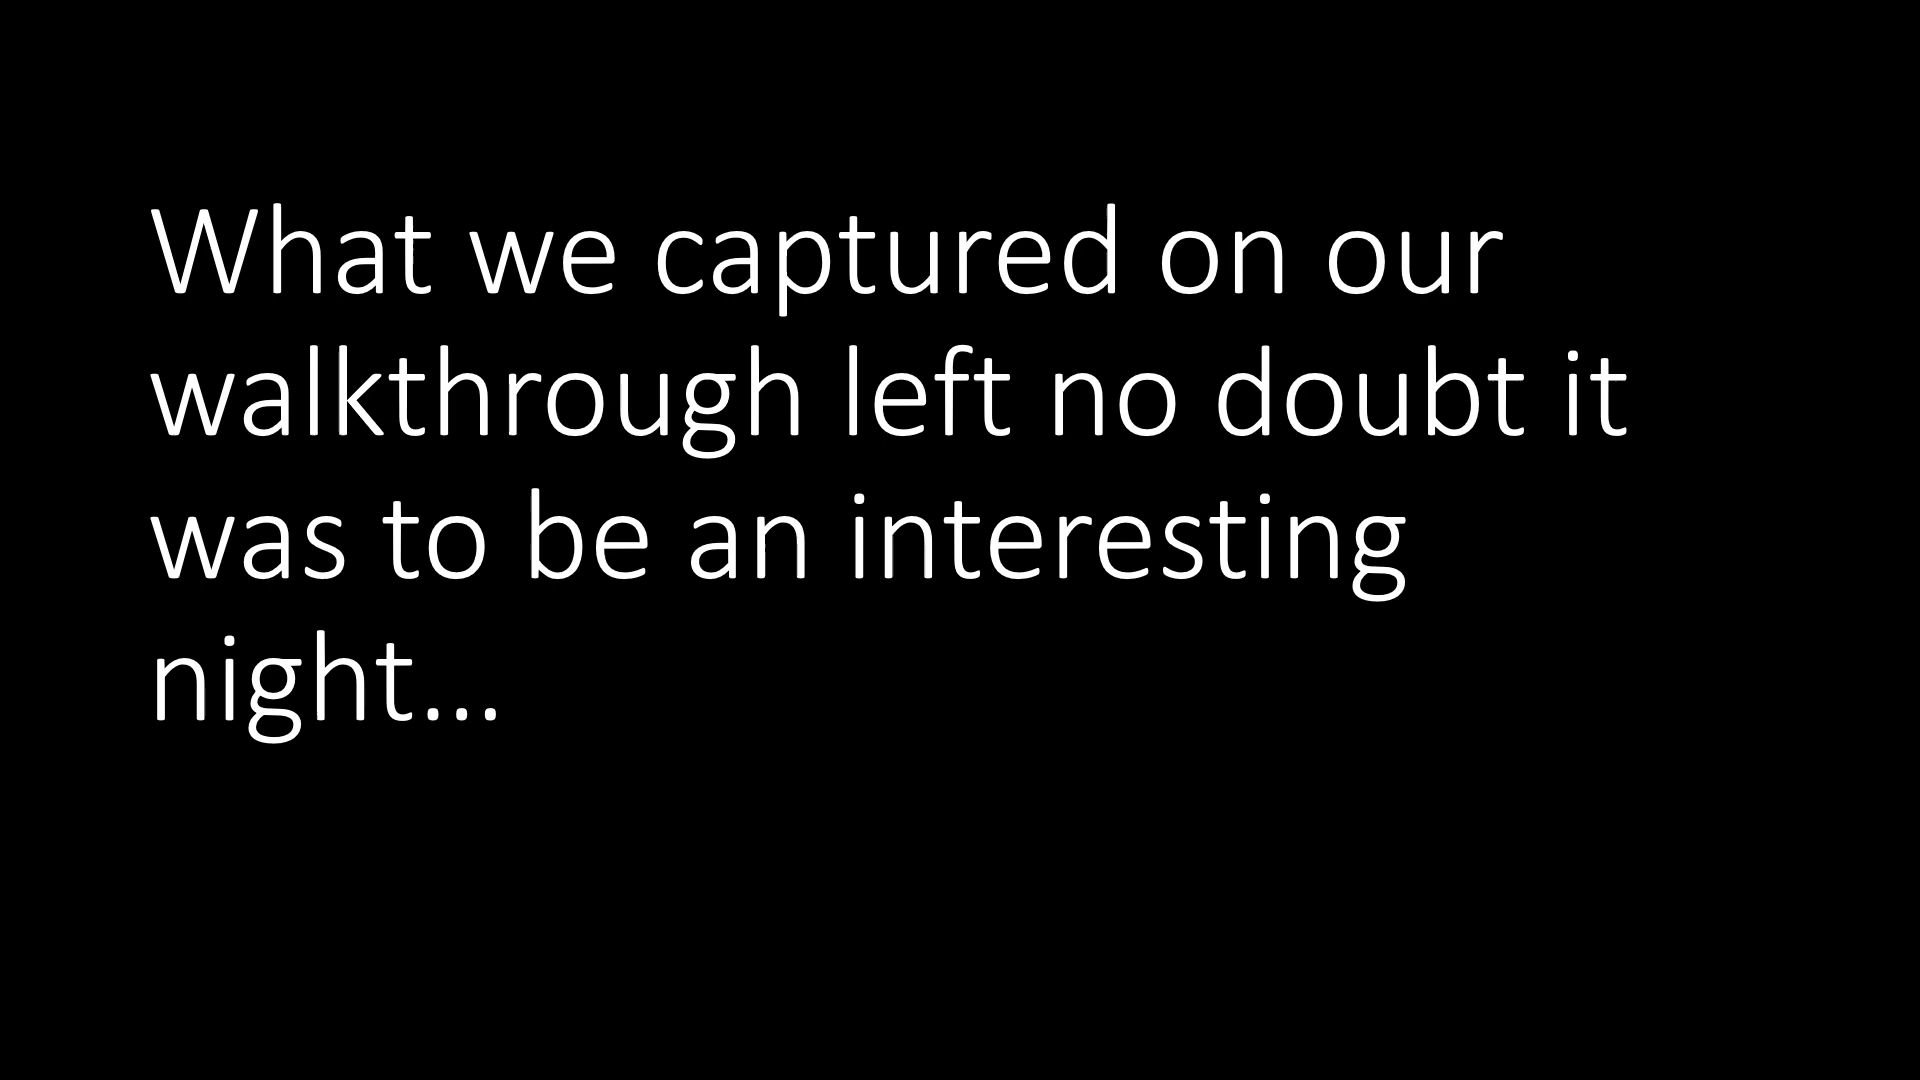 What we captured on our
walkthrough left no doubt it
was to be an interesting
night...